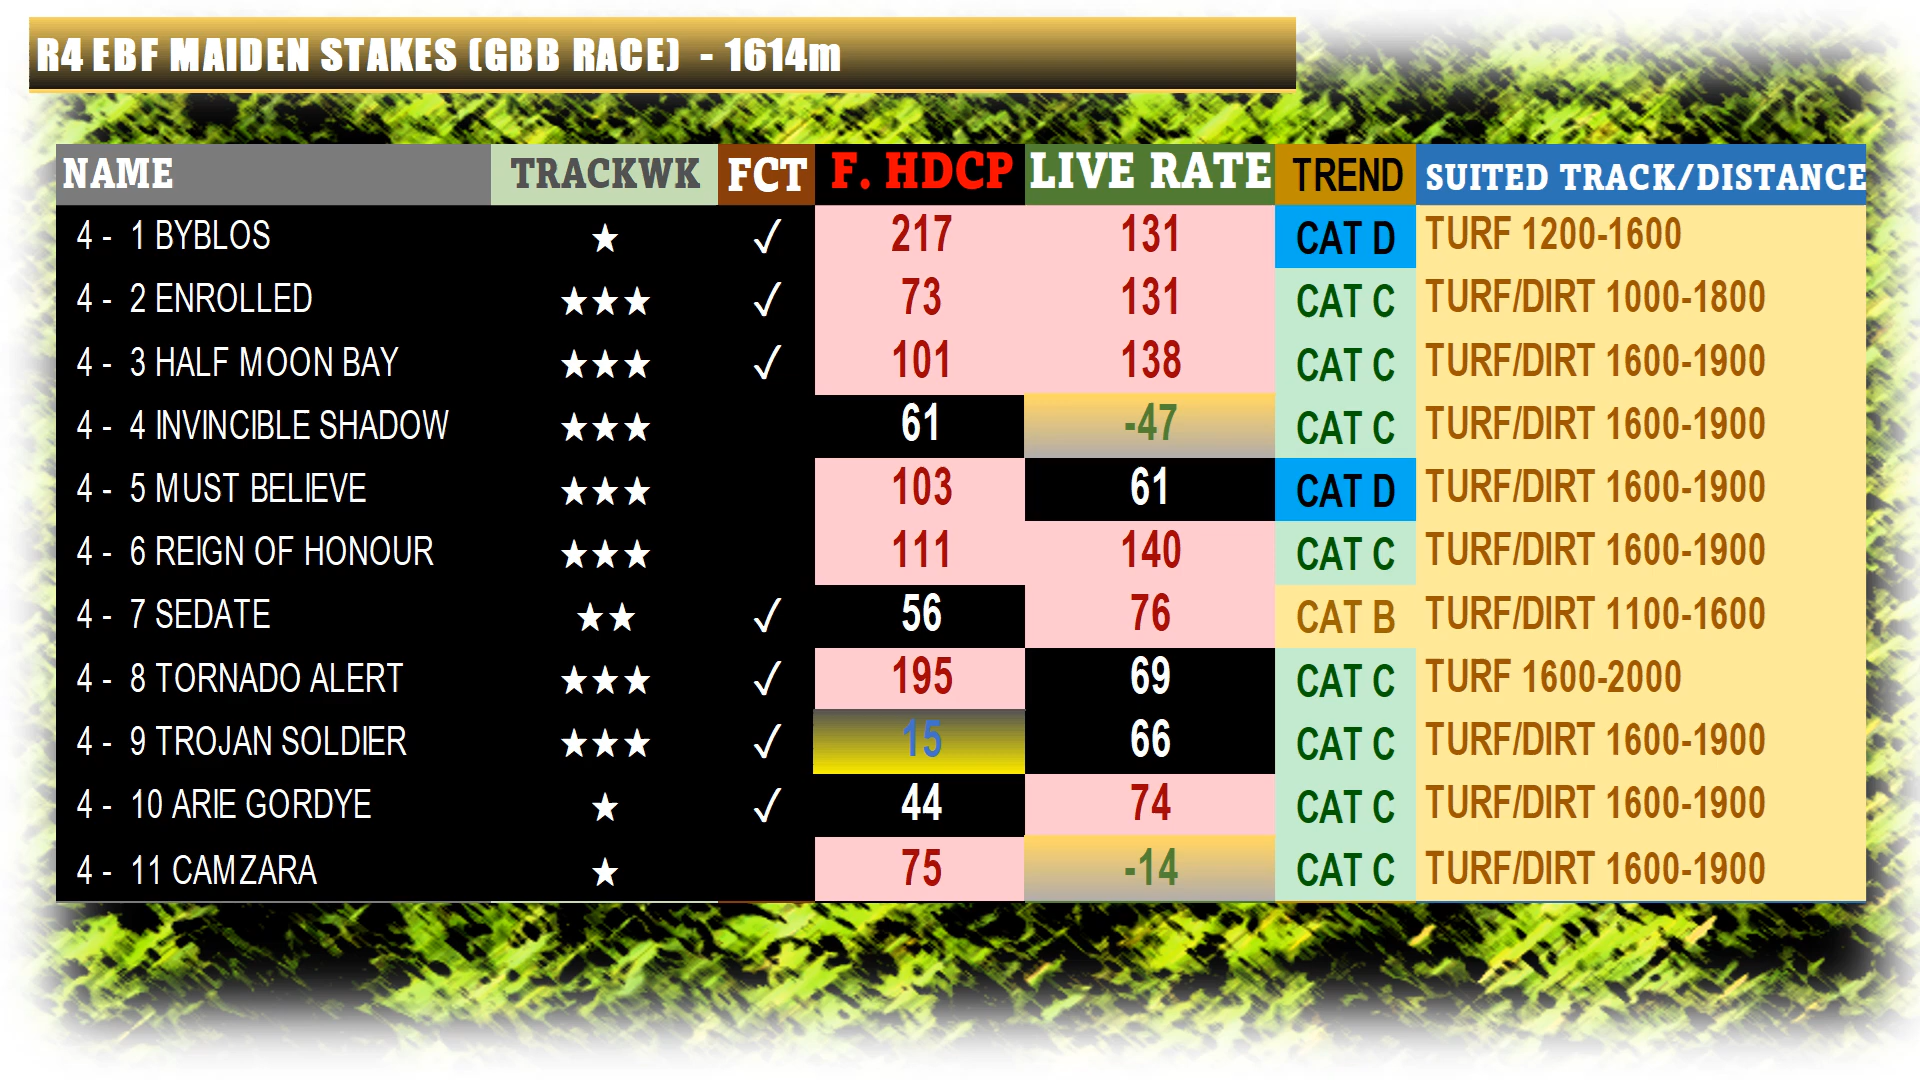 R4 EBF MAIDEN STAKES (GBB RACE) - 1614m
NAME TRACKWK FCT F. HDCP LIVE RATE TREND SUITED TRACK/DISTANCE
4 - 1 BYBLOS ★ ✓ 217 131 CAT D TURF 1200-1600
4 - 2 ENROLLED ★★★ ✓ 73 131 CAT C TURF/DIRT 1000-1800
4 - 3 HALF MOON BAY ★★★ ✓ 101 138 CAT C TURF/DIRT 1600-1900
4 - 4 INVINCIBLE SHADOW ★★★ 61 -47 CAT C TURF/DIRT 1600-1900
4 - 5 MUST BELIEVE ★★★ 103 61 CAT D TURF/DIRT 1600-1900
4 - 6 REIGN OF HONOUR ★★★ 111 140 CAT C TURF/DIRT 1600-1900
4 - 7 SEDATE ★★ ✓ 56 76 CAT B TURF/DIRT 1100-1600
4 - 8 TORNADO ALERT ★★★ ✓ 195 69 CAT C TURF 1600-2000
4 - 9 TROJAN SOLDIER ★★★ ✓ 15 66 CAT C TURF/DIRT 1600-1900
4 - 10 ARIE GORDYE ★ ✓ 44 74 CAT C TURF/DIRT 1600-1900
4 - 11 CAMZARA ★ 75 -14 CAT C TURF/DIRT 1600-1900